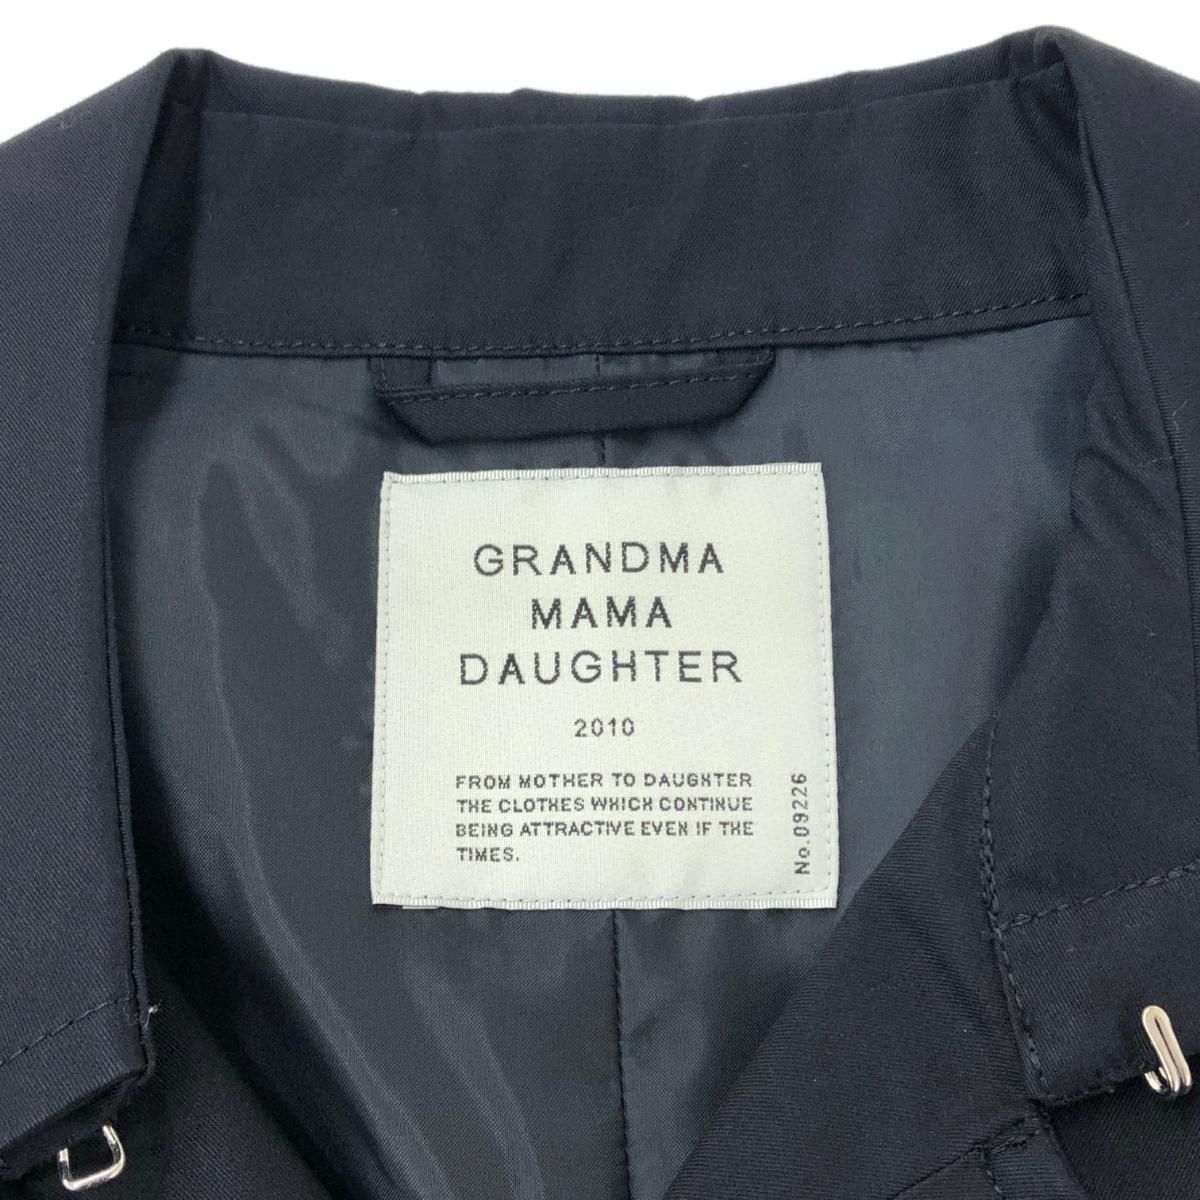 GRANDMA
MAMA
DAUGHTER
2010
FROM MOTHER TO DAUGHTER
THE CLOTHES WHICH CONTINUE
BEING ATTRACTIVE EVEN IF THE
TIMES.
No.09226